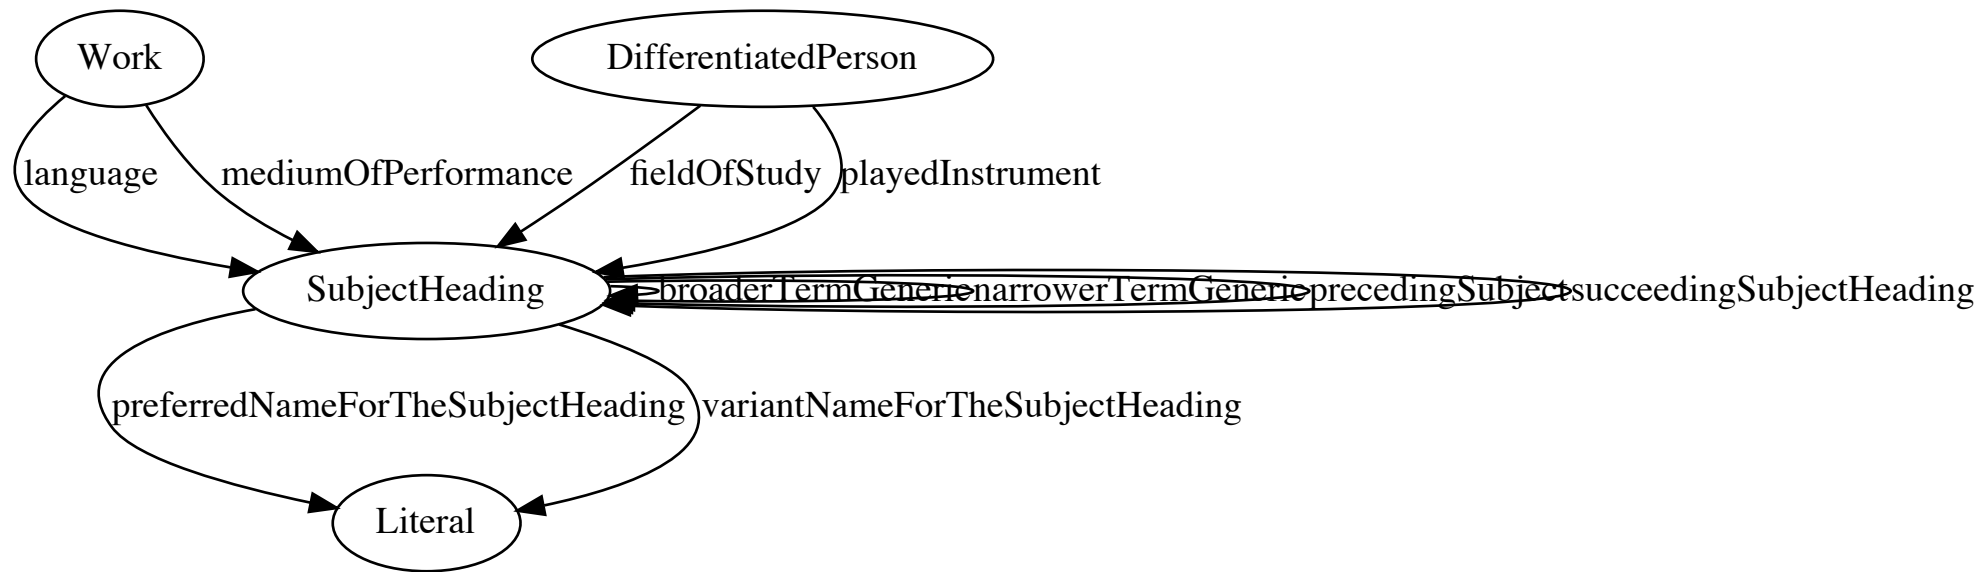 Work
DifferentiatedPerson
language
mediumOfPerformance
fieldOfStudy
playedInstrument
SubjectHeading
broaderTermGeneric
narrowerTermGeneric
precedingSubject
succeedingSubjectHeading
preferredNameForTheSubjectHeading
variantNameForTheSubjectHeading
Literal